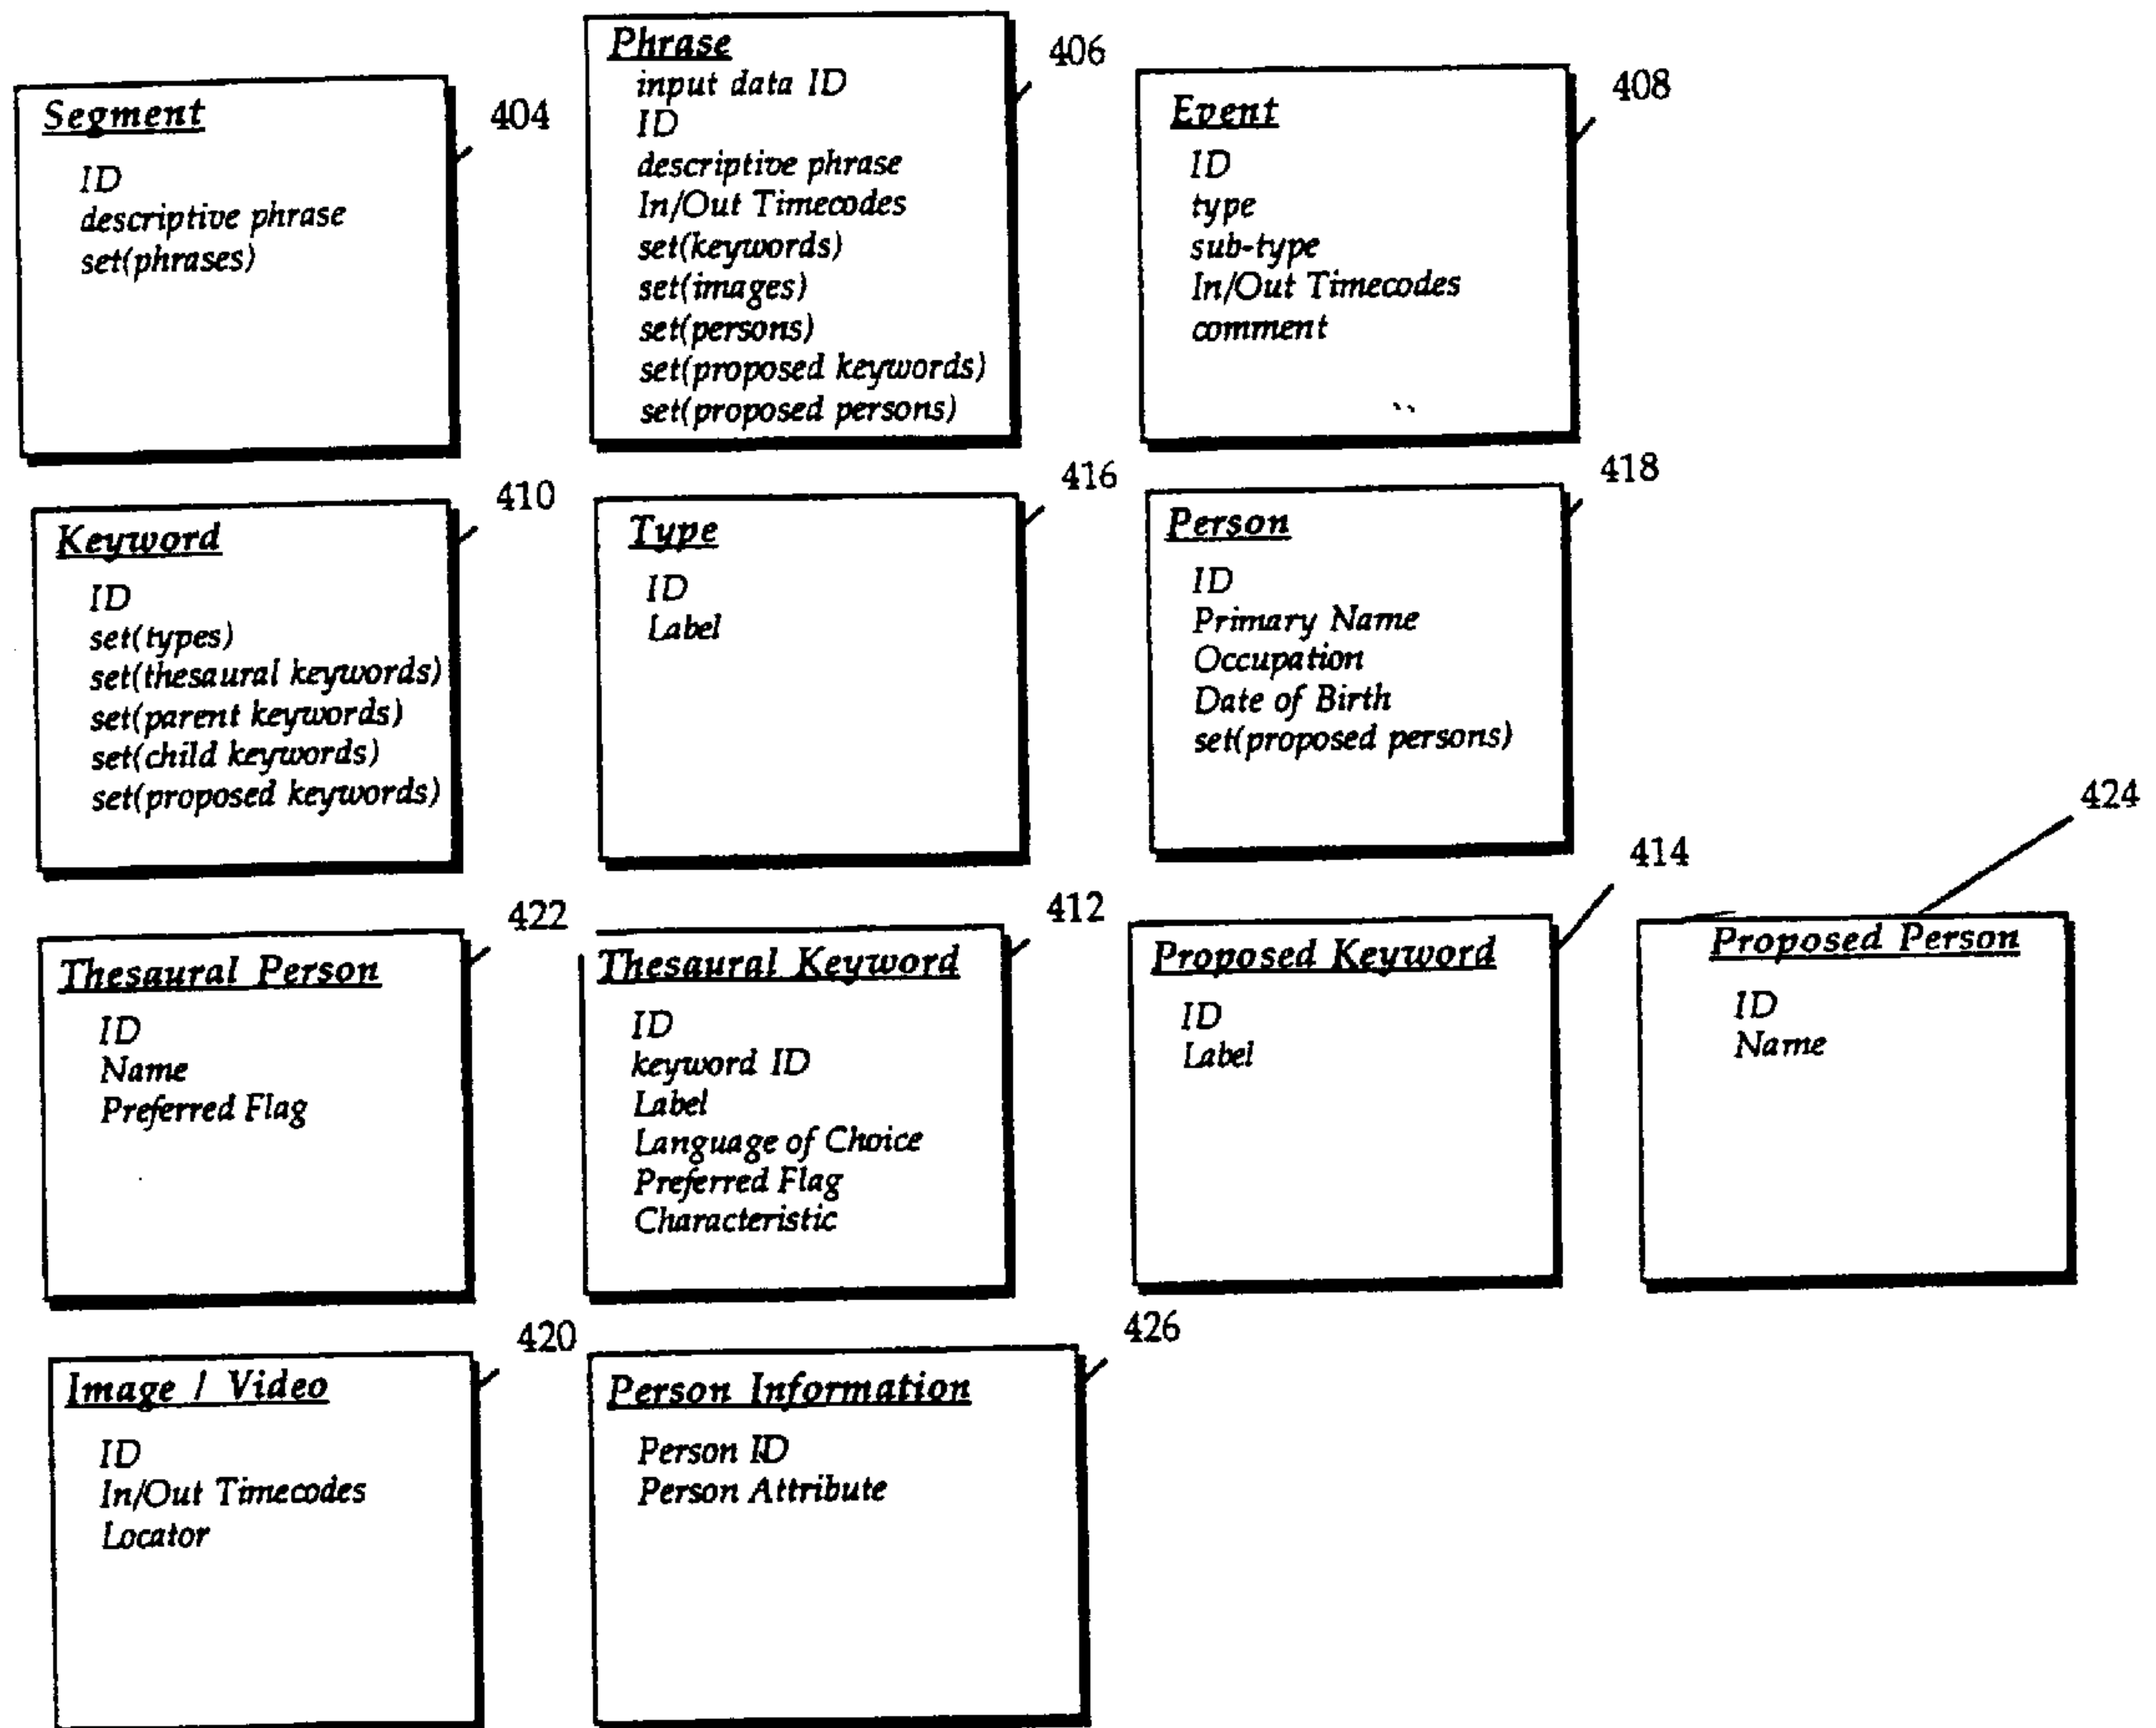 Segment
ID
descriptive phrase
set(phrases)
404
Phrase
input data ID
ID
descriptive phrase
In/Out Timecodes
set(keywords)
set(images)
set(persons)
set(proposed keywords)
set(proposed persons)
406
Event
ID
type
sub-type
In/Out Timecodes
comment
408
Keyword
ID
set(types)
set(thesaural keywords)
set(parent keywords)
set(child keywords)
set(proposed keywords)
410
Type
ID
Label
416
Person
ID
Primary Name
Occupation
Date of Birth
set(proposed persons)
418
Thesaural Person
ID
Name
Preferred Flag
422
Thesaural Keyword
ID
keyword ID
Label
Language of Choice
Preferred Flag
Characteristic
412
Proposed Keyword
ID
Label
414
Proposed Person
ID
Name
424
Image / Video
ID
In/Out Timecodes
Locator
420
Person Information
Person ID
Person Attribute
426